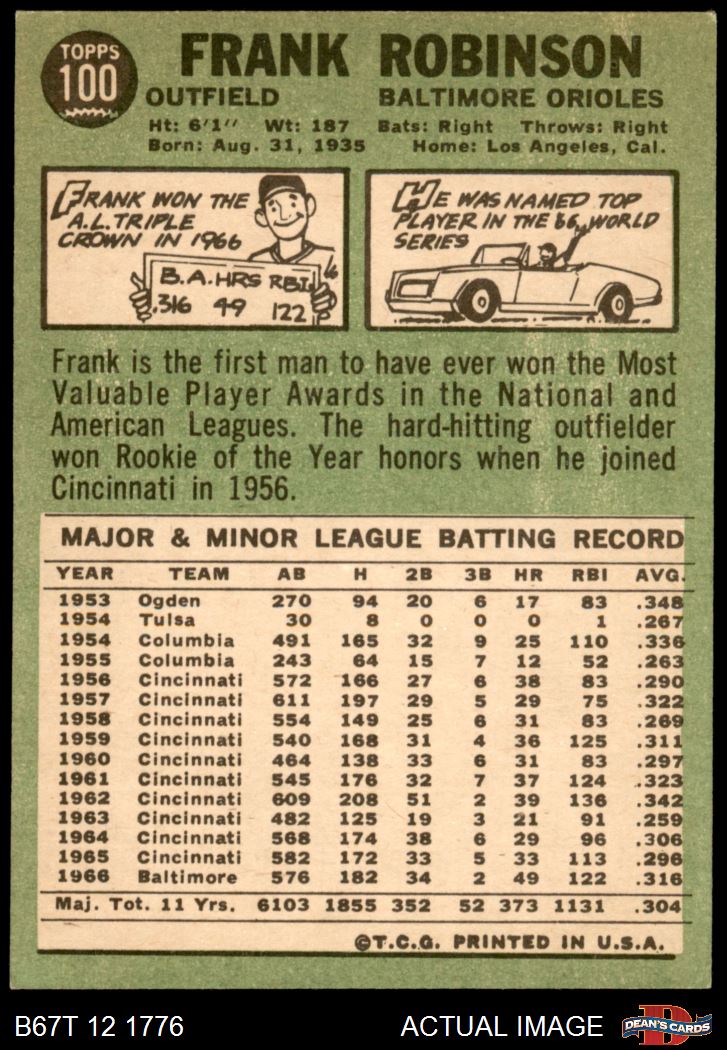 TOPPS
100
FRANK ROBINSON
OUTFIELD BALTIMORE ORIOLES
Ht: 6'1" Wt: 187 Bats: Right Throws: Right
Born: Aug. 31, 1935 Home: Los Angeles, Cal.
FRANK WON THE
A.L. TRIPLE
CROWN IN 1966
B.A. HRS RBI
.316 49 122
HE WAS NAMED TOP
PLAYER IN THE '66 WORLD
SERIES
Frank is the first man to have ever won the Most
Valuable Player Awards in the National and
American Leagues. The hard-hitting outfielder
won Rookie of the Year honors when he joined
Cincinnati in 1956.
MAJOR & MINOR LEAGUE BATTING RECORD
YEAR TEAM AB H 2B 3B HR RBI AVG.
1953 Ogden 270 94 20 6 17 83 .348
1954 Tulsa 30 8 0 0 0 1 .267
1954 Columbia 491 165 32 9 25 110 .336
1955 Columbia 243 64 15 7 12 52 .263
1956 Cincinnati 572 166 27 6 38 83 .290
1957 Cincinnati 611 197 29 5 29 75 .322
1958 Cincinnati 554 149 25 6 31 83 .269
1959 Cincinnati 540 168 31 4 36 125 .311
1960 Cincinnati 464 138 33 6 31 83 .297
1961 Cincinnati 545 176 32 7 37 124 .323
1962 Cincinnati 609 208 51 2 39 136 .342
1963 Cincinnati 482 125 19 3 21 91 .259
1964 Cincinnati 568 174 38 6 29 96 .306
1965 Cincinnati 582 172 33 5 33 113 .296
1966 Baltimore 576 182 34 2 49 122 .316
Maj. Tot. 11 Yrs. 6103 1855 352 52 373 1131 .304
©T.C.G. PRINTED IN U.S.A.
B67T 12 1776 ACTUAL IMAGE
D
DEAN'S CARDS